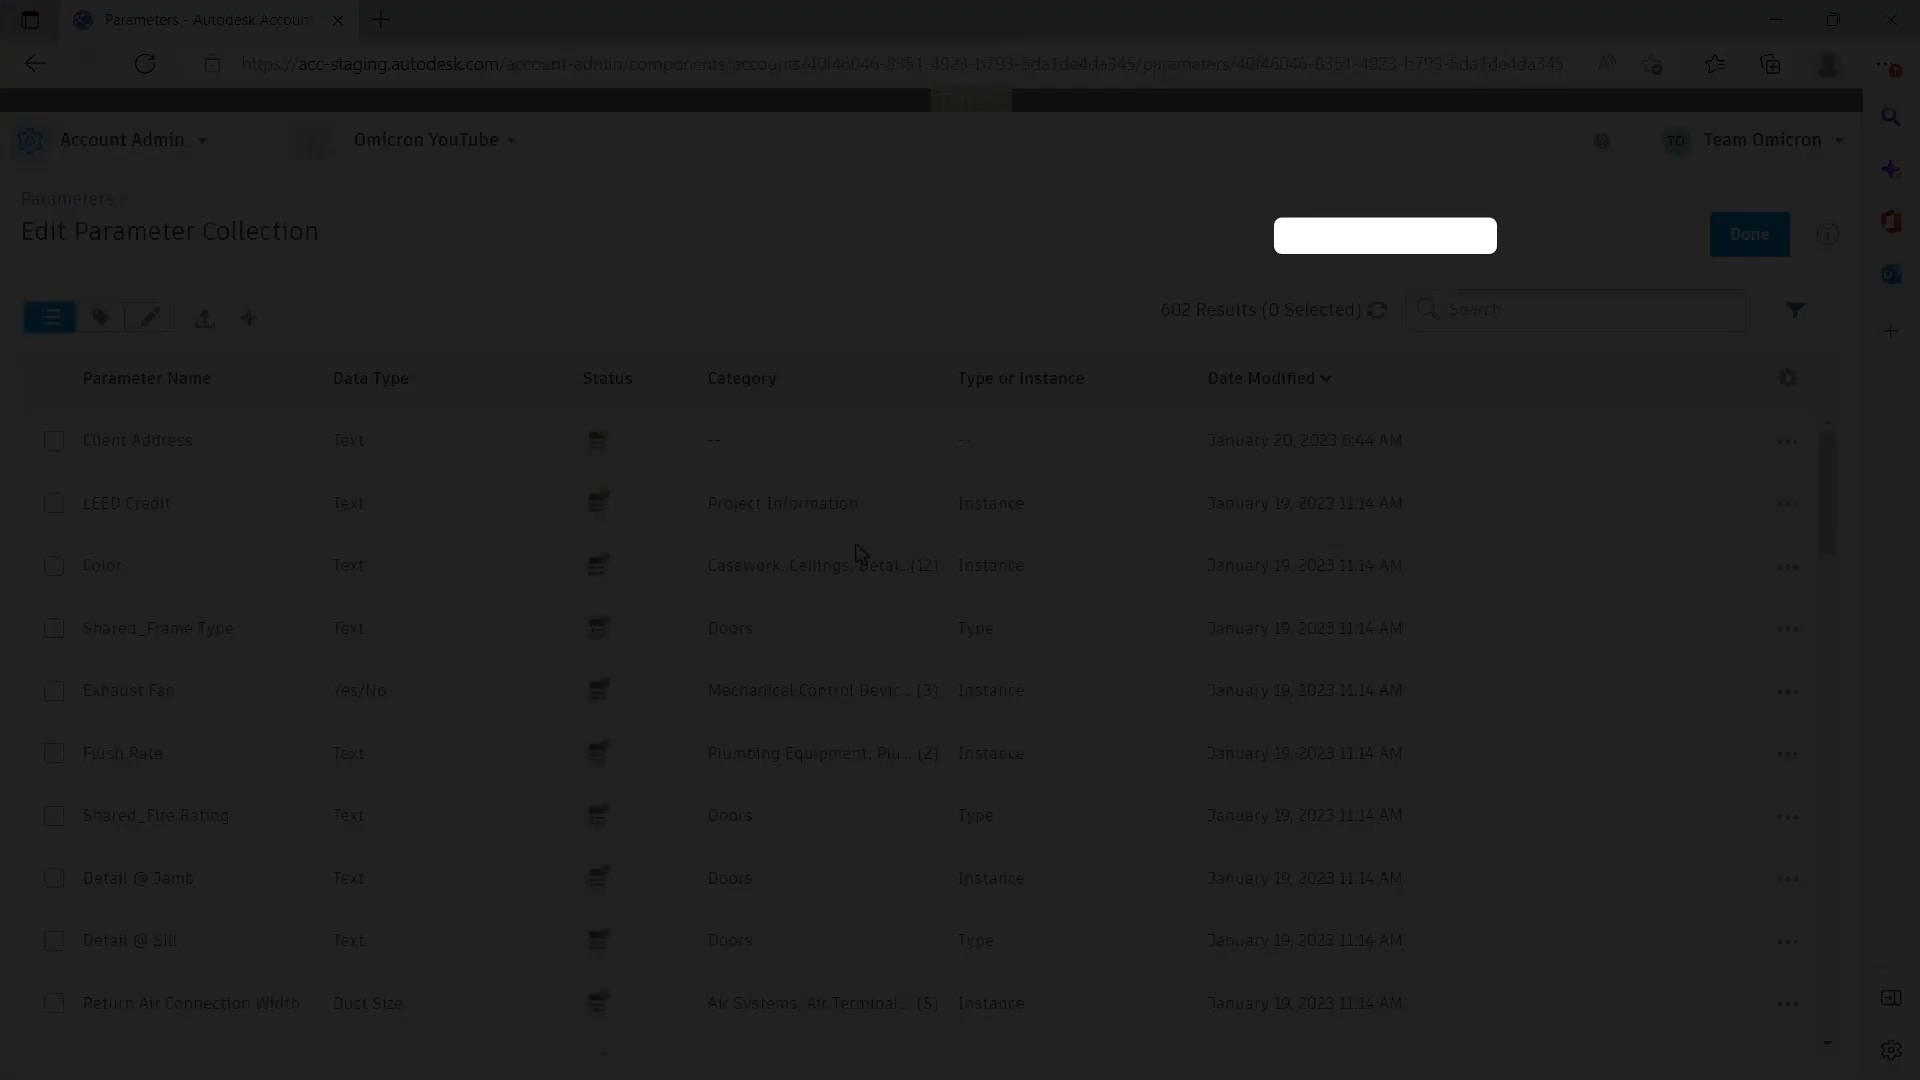 Parameters - Autodesk Accoun
https://acc-staging.autodesk.com/account-admin/components/accounts/40f46046-8351-4923-b793-5da1de4da345/parameters/40f46046-8351-4923-b793-5da1de4da345
Account Admin
Omicron YouTube
TO Team Omicron
Parameters
Edit Parameter Collection
Done
602 Results (0 Selected)
Search
Parameter Name Data Type Status Category Type or Instance Date Modified
Client Address Text -- -- January 20, 2023 6:44 AM
LEED Credit Text Project Information Instance January 19, 2023 11:14 AM
Color Text Casework, Ceilings, Detai...(12) Instance January 19, 2023 11:14 AM
Shared_Frame Type Text Doors Type January 19, 2023 11:14 AM
Exhaust Fan Yes/No Mechanical Control Devic... (3) Instance January 19, 2023 11:14 AM
Flush Rate Text Plumbing Equipment, Plu... (2) Instance January 19, 2023 11:14 AM
Shared_Fire Rating Text Doors Type January 19, 2023 11:14 AM
Detail @ Jamb Text Doors Instance January 19, 2023 11:14 AM
Detail @ Sill Text Doors Type January 19, 2023 11:14 AM
Return Air Connection Width Duct Size Air Systems, Air Terminal... (5) Instance January 19, 2023 11:14 AM